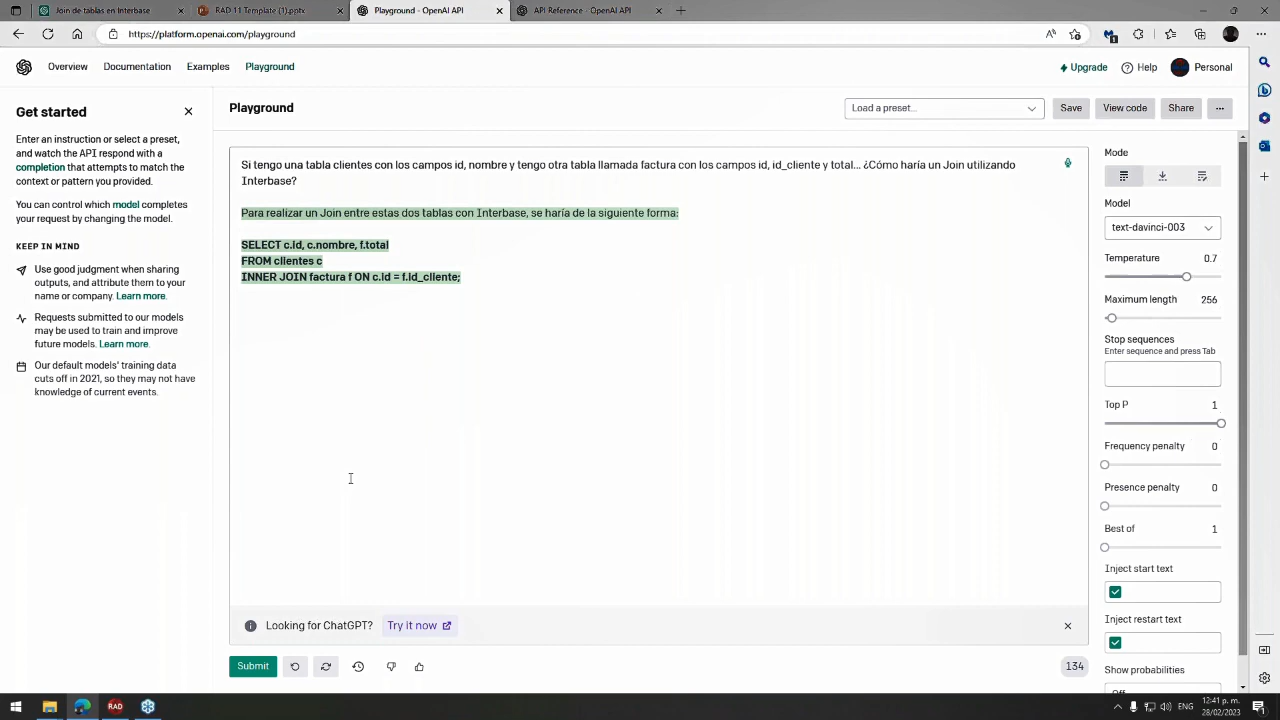 Join de tablas en Interbase
RAD 11 Template (1).pptx
Playground - OpenAI API
API Reference - OpenAI API
https://platform.openai.com/playground
Overview
Documentation
Examples
Playground
Upgrade
Help
Personal
Get started
Enter an instruction or select a preset,
and watch the API respond with a
completion that attempts to match the
context or pattern you provided.
You can control which model completes
your request by changing the model.
KEEP IN MIND
Use good judgment when sharing
outputs, and attribute them to your
name or company. Learn more.
Requests submitted to our models
may be used to train and improve
future models. Learn more.
Our default models' training data
cuts off in 2021, so they may not have
knowledge of current events.
Playground
Load a preset...
Save
View code
Share
...
Si tengo una tabla clientes con los campos id, nombre y tengo otra tabla llamada factura con los campos id, id_cliente y total... ¿Cómo haría un Join utilizando
Interbase?
Para realizar un Join entre estas dos tablas con Interbase, se haría de la siguiente forma:
SELECT c.id, c.nombre, f.total
FROM clientes c
INNER JOIN factura f ON c.id = f.id_cliente;
Looking for ChatGPT? Try it now
Submit
134
Mode
Model
text-davinci-003
Temperature 0.7
Maximum length 256
Stop sequences
Enter sequence and press Tab
Top P 1
Frequency penalty 0
Presence penalty 0
Best of 1
Inject start text
Inject restart text
Show probabilities
Off
RAD
ENG
12:41 p. m.
28/02/2023